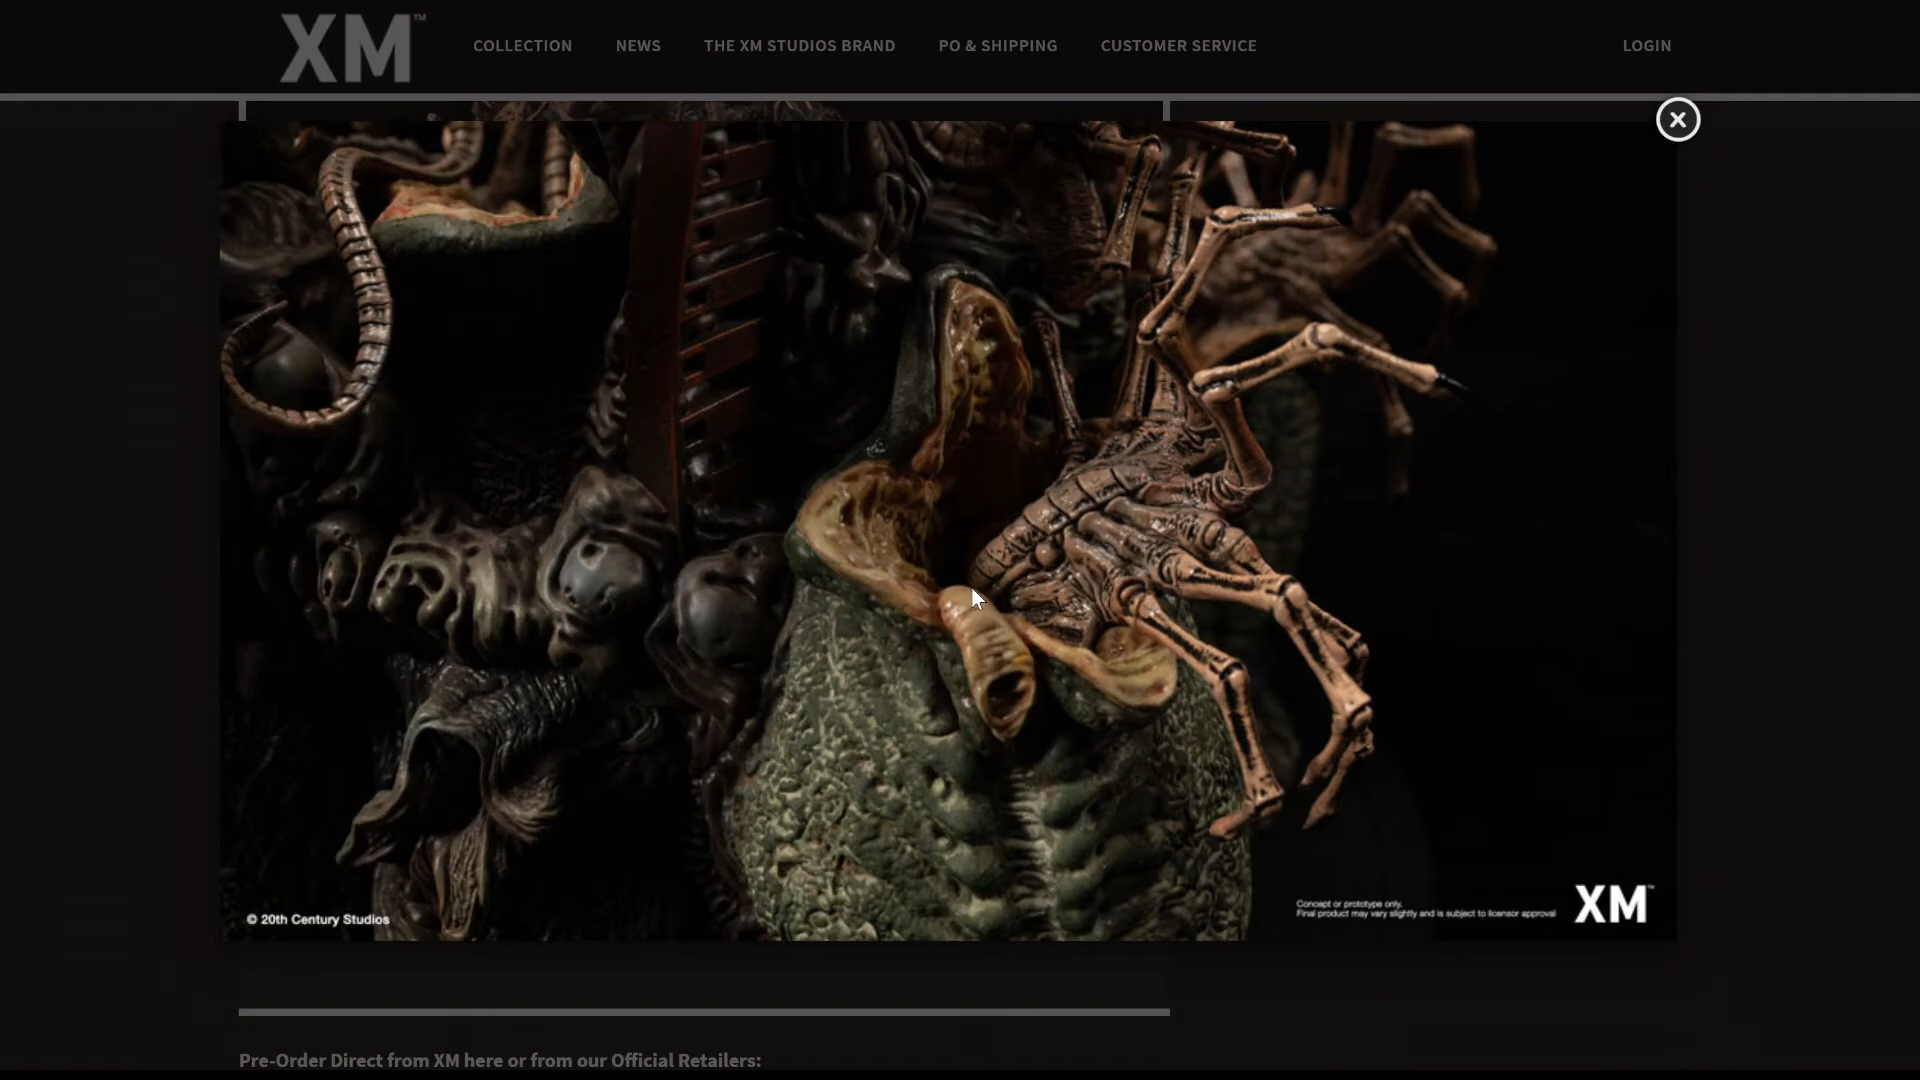 XM™
COLLECTION
NEWS
THE XM STUDIOS BRAND
PO & SHIPPING
CUSTOMER SERVICE
LOGIN
© 20th Century Studios
Concept or prototype only.
Final product may vary slightly and is subject to licensor approval
XM™
Pre-Order Direct from XM here or from our Official Retailers: